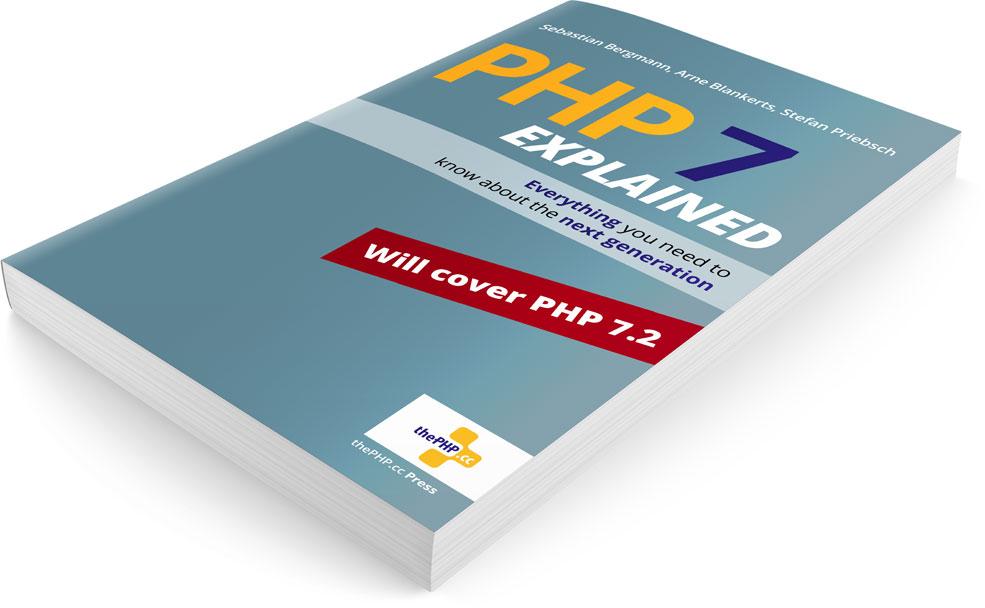 Sebastian Bergmann, Arne Blankerts, Stefan Priebsch
PHP 7
EXPLAINED
Everything you need to
know about the next generation
Will cover PHP 7.2
thePHP.cc
thePHP.cc Press